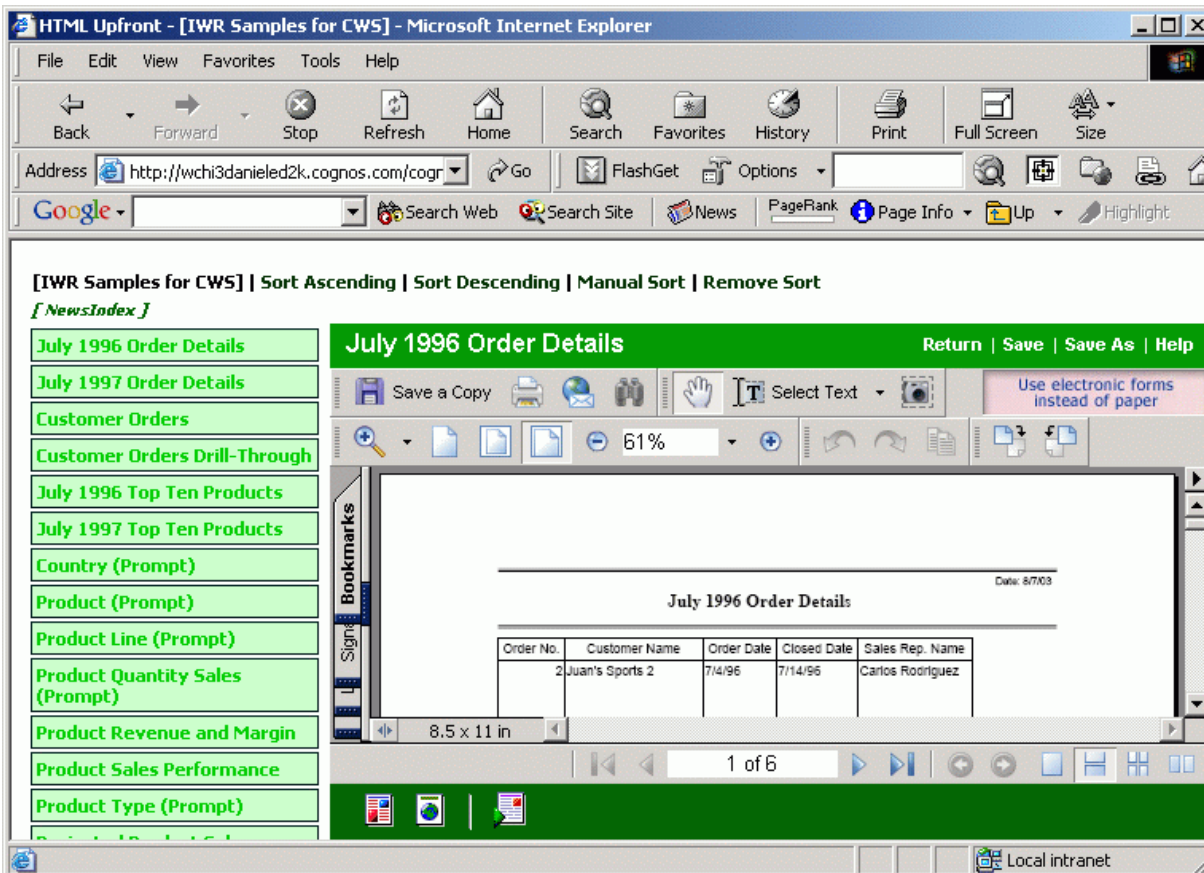 HTML Upfront - [IWR Samples for CWS] - Microsoft Internet Explorer
File Edit View Favorites Tools Help
Back Forward Stop Refresh Home Search Favorites History Print Full Screen Size
Address http://wchi3danieled2k.cognos.com/cogr Go FlashGet Options
Google Search Web Search Site News PageRank Page Info Up Highlight
[IWR Samples for CWS] | Sort Ascending | Sort Descending | Manual Sort | Remove Sort
[ NewsIndex ]
July 1996 Order Details
July 1997 Order Details
Customer Orders
Customer Orders Drill-Through
July 1996 Top Ten Products
July 1997 Top Ten Products
Country (Prompt)
Product (Prompt)
Product Line (Prompt)
Product Quantity Sales
(Prompt)
Product Revenue and Margin
Product Sales Performance
Product Type (Prompt)
July 1996 Order Details Return | Save | Save As | Help
Save a Copy Select Text Use electronic forms
instead of paper
61%
Bookmarks
Date: 8/7/03
July 1996 Order Details
Order No. Customer Name Order Date Closed Date Sales Rep. Name
2 Juan's Sports 2 7/4/96 7/14/96 Carlos Rodriguez
8.5 x 11 in
1 of 6
Local intranet